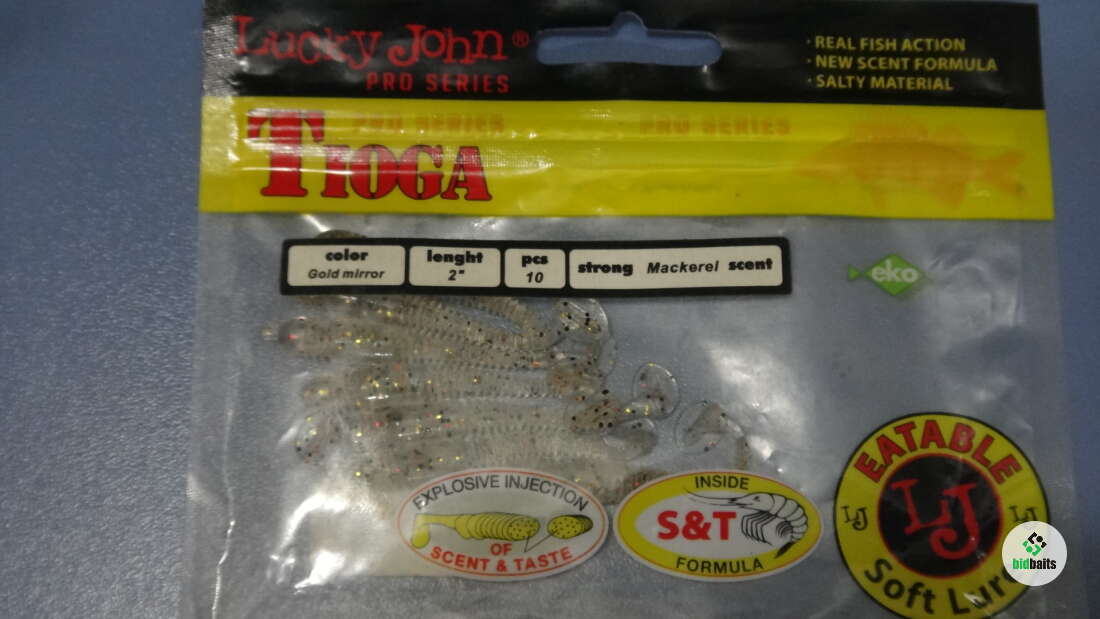 Lucky John®
PRO SERIES
· REAL FISH ACTION
· NEW SCENT FORMULA
· SALTY MATERIAL
PRO SERIES PRO SERIES
TIOGA
color
Gold mirror
lenght
2"
pcs
10
strong Mackerel scent
eko
EXPLOSIVE INJECTION
OF
SCENT & TASTE
INSIDE
S&T
FORMULA
EATABLE
LJ
LJ
LJ
Soft Lure
bidbaits